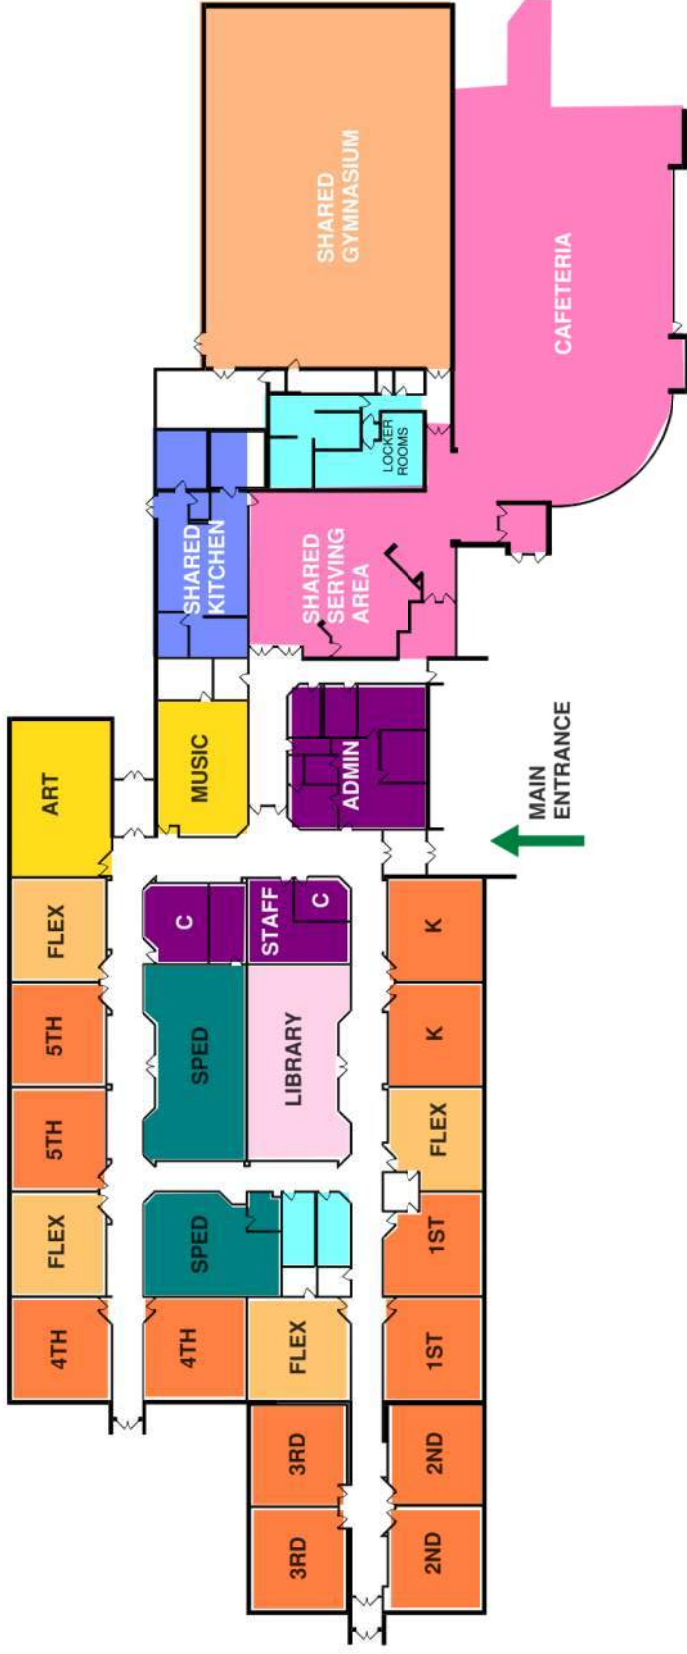 SHARED
GYMNASIUM
CAFETERIA
LOCKER
ROOMS
SHARED
KITCHEN
SHARED
SERVING
AREA
ART
MUSIC
ADMIN
MAIN
ENTRANCE
FLEX
C
STAFF
C
K
5TH
SPED
LIBRARY
K
5TH
FLEX
FLEX
SPED
1ST
4TH
4TH
FLEX
1ST
3RD
2ND
3RD
2ND